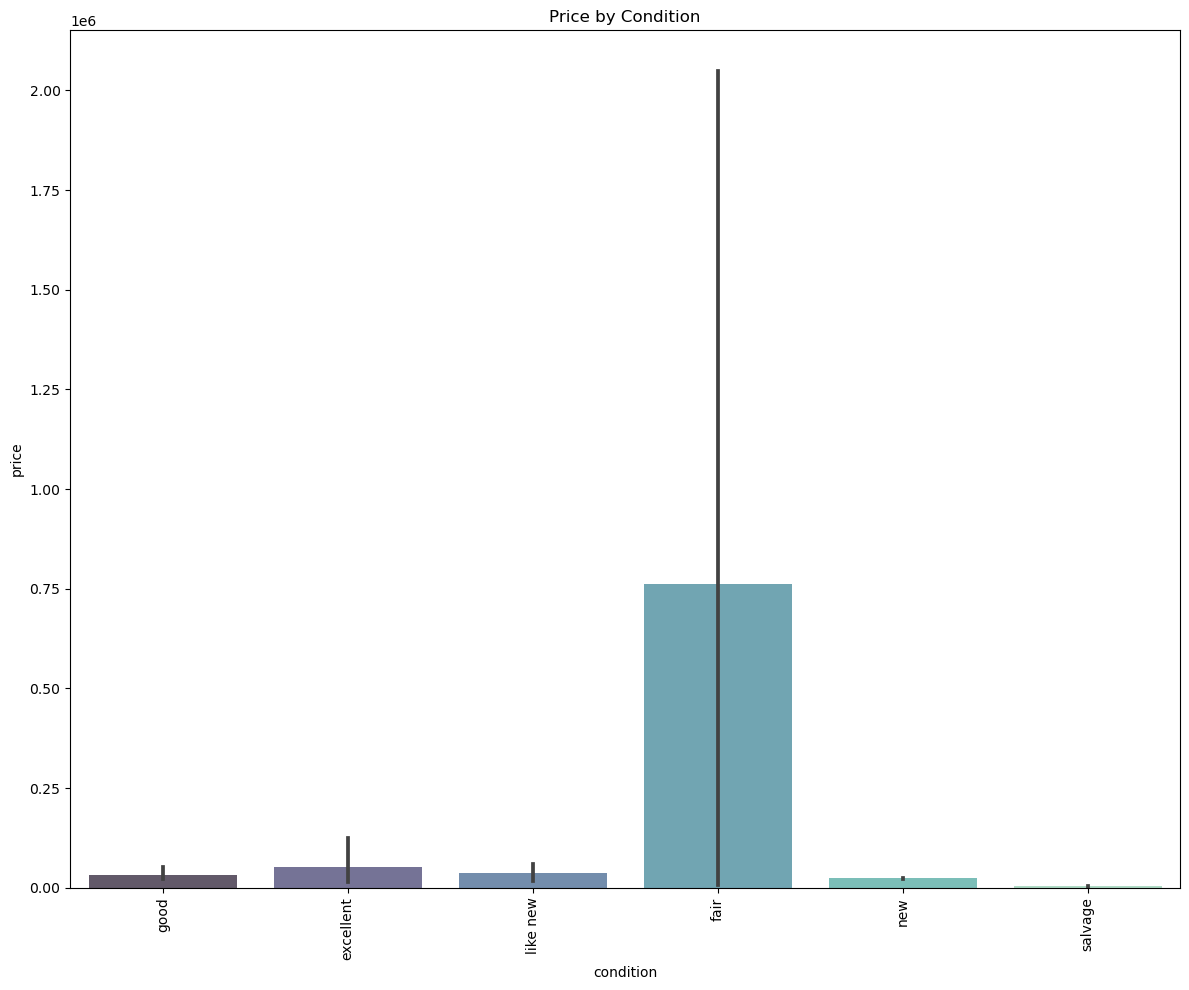 Price by Condition
1e6
2.00
1.75
1.50
1.25
1.00
0.75
0.50
0.25
0.00
price
good
excellent
like new
fair
new
salvage
condition